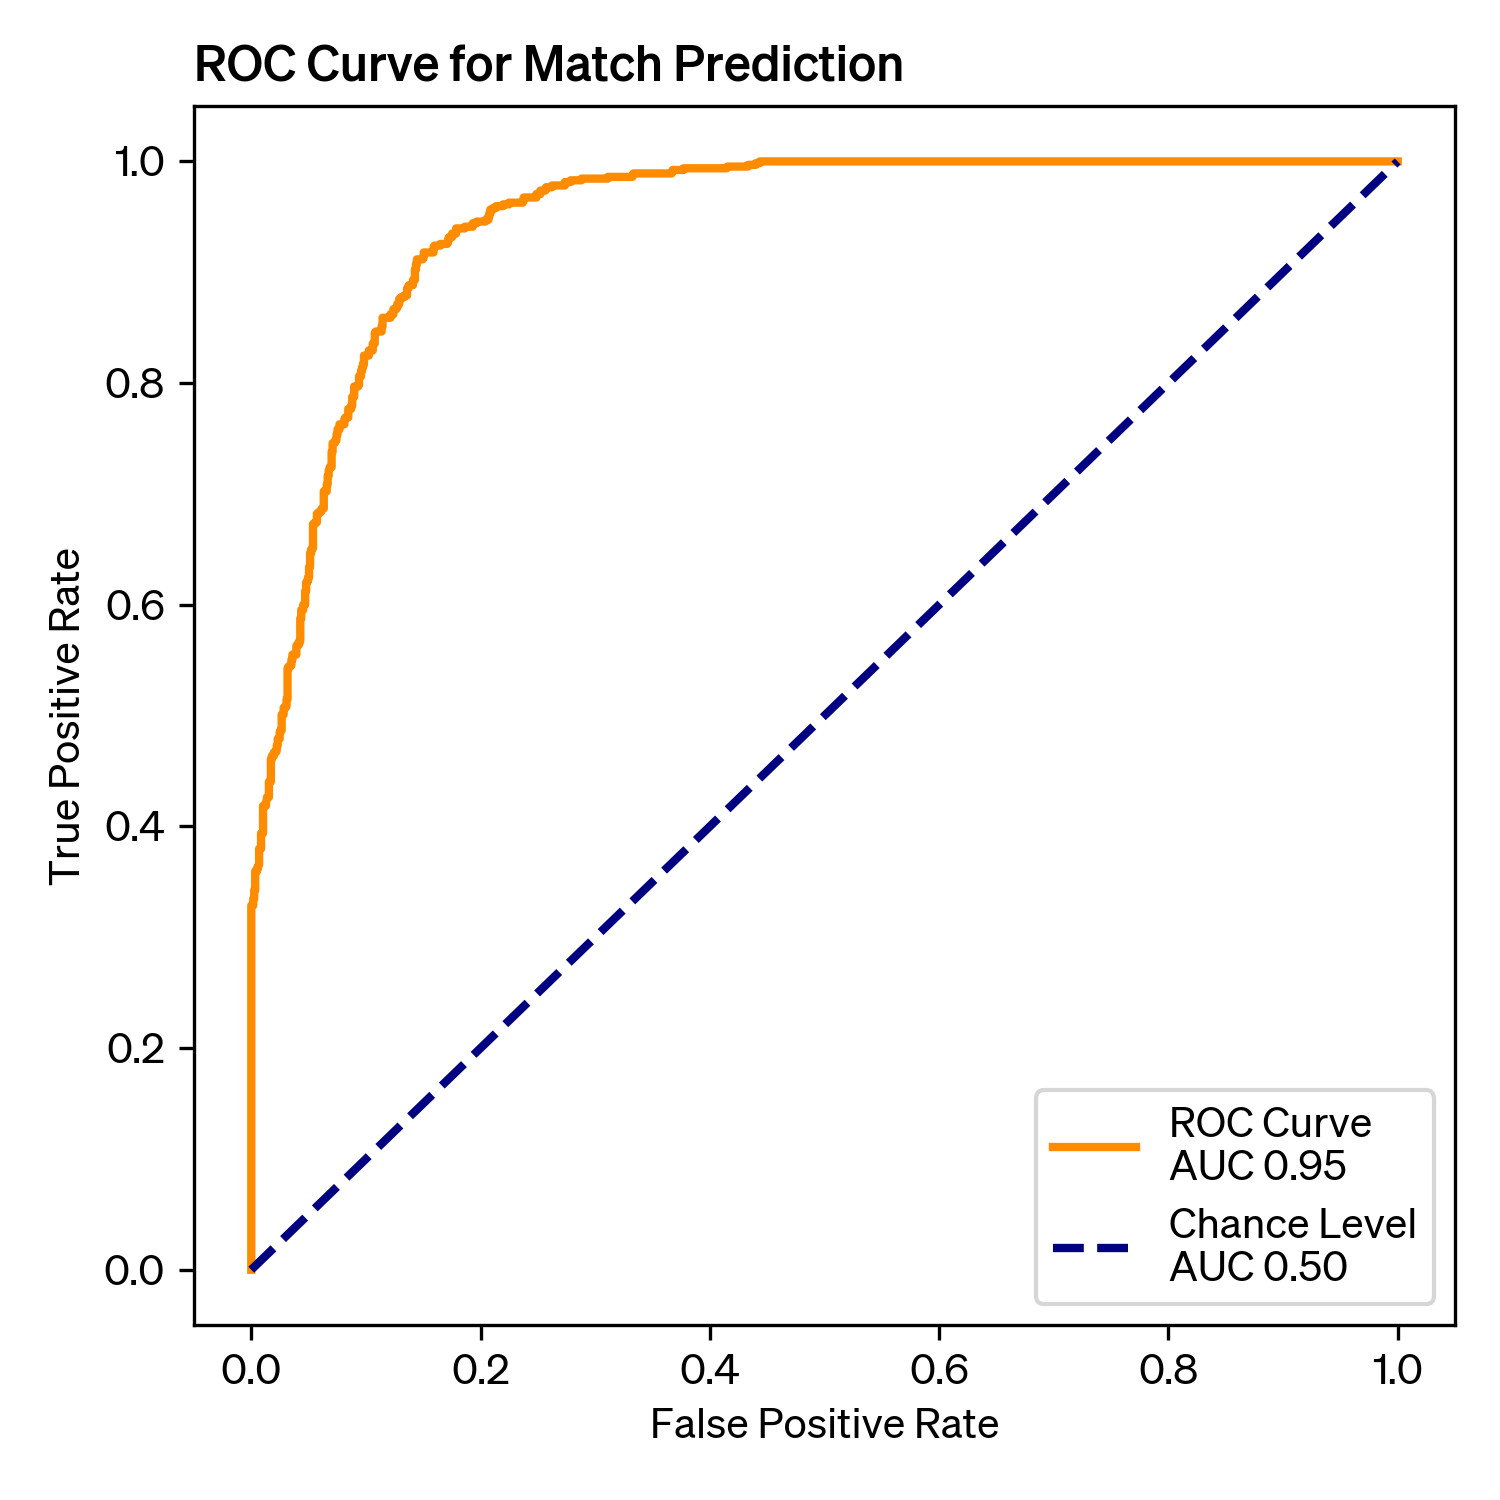 ROC Curve for Match Prediction
1.0
0.8
0.6
0.4
0.2
0.0
True Positive Rate
0.0 0.2 0.4 0.6 0.8 1.0
False Positive Rate
ROC Curve
AUC 0.95
Chance Level
AUC 0.50